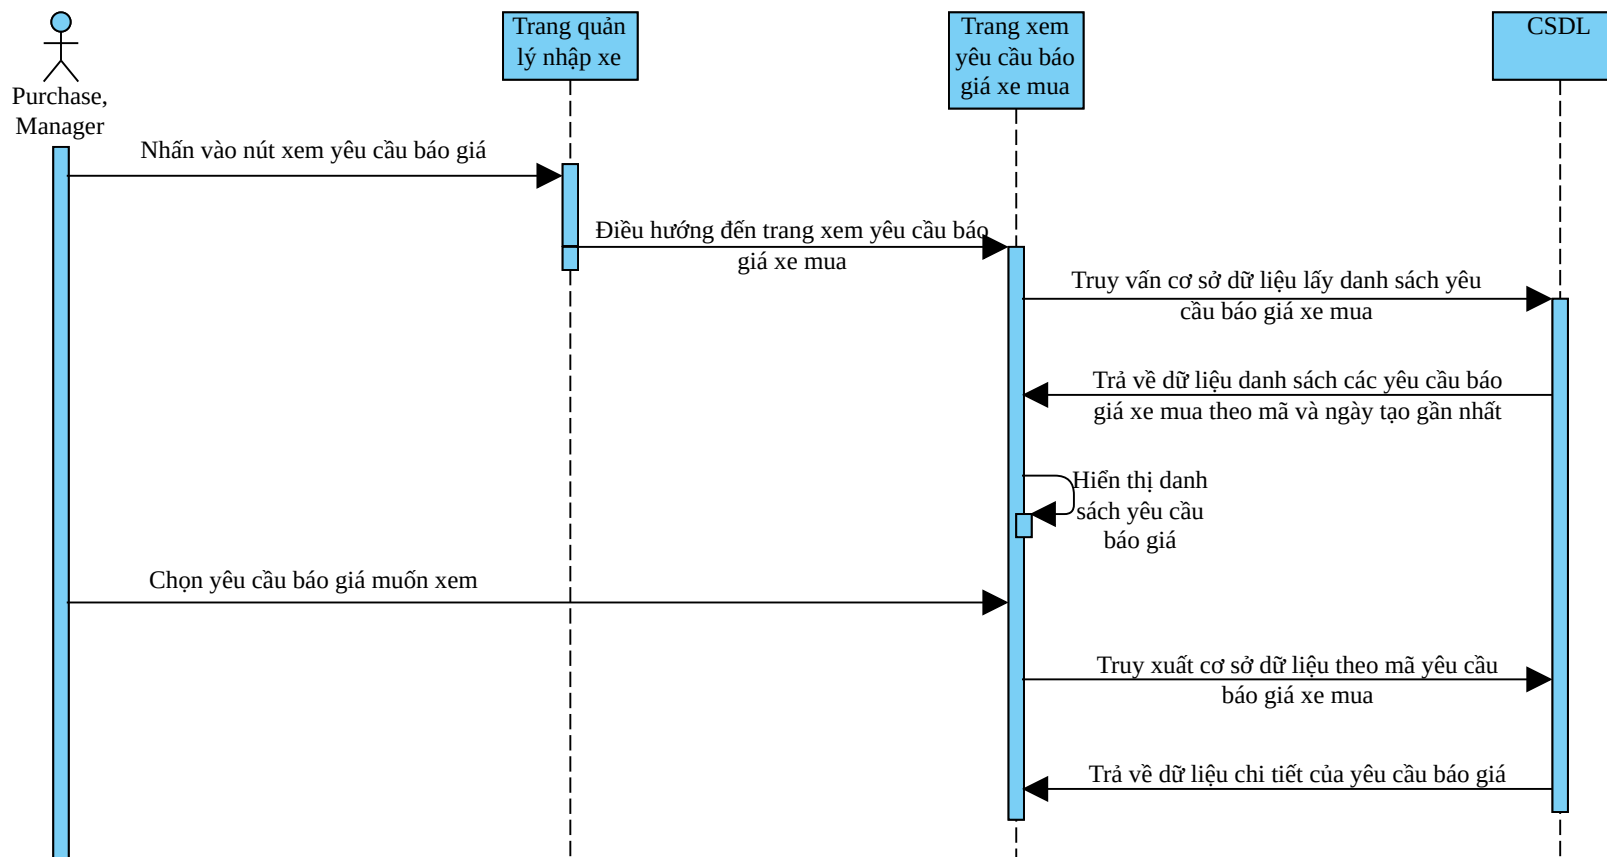 Trang quản
lý nhập xe
Trang xem
yêu cầu báo
giá xe mua
CSDL
Purchase,
Manager
Nhấn vào nút xem yêu cầu báo giá
Điều hướng đến trang xem yêu cầu báo
giá xe mua
Truy vấn cơ sở dữ liệu lấy danh sách yêu
cầu báo giá xe mua
Trả về dữ liệu danh sách các yêu cầu báo
giá xe mua theo mã và ngày tạo gần nhất
Hiển thị danh
sách yêu cầu
báo giá
Chọn yêu cầu báo giá muốn xem
Truy xuất cơ sở dữ liệu theo mã yêu cầu
báo giá xe mua
Trả về dữ liệu chi tiết của yêu cầu báo giá